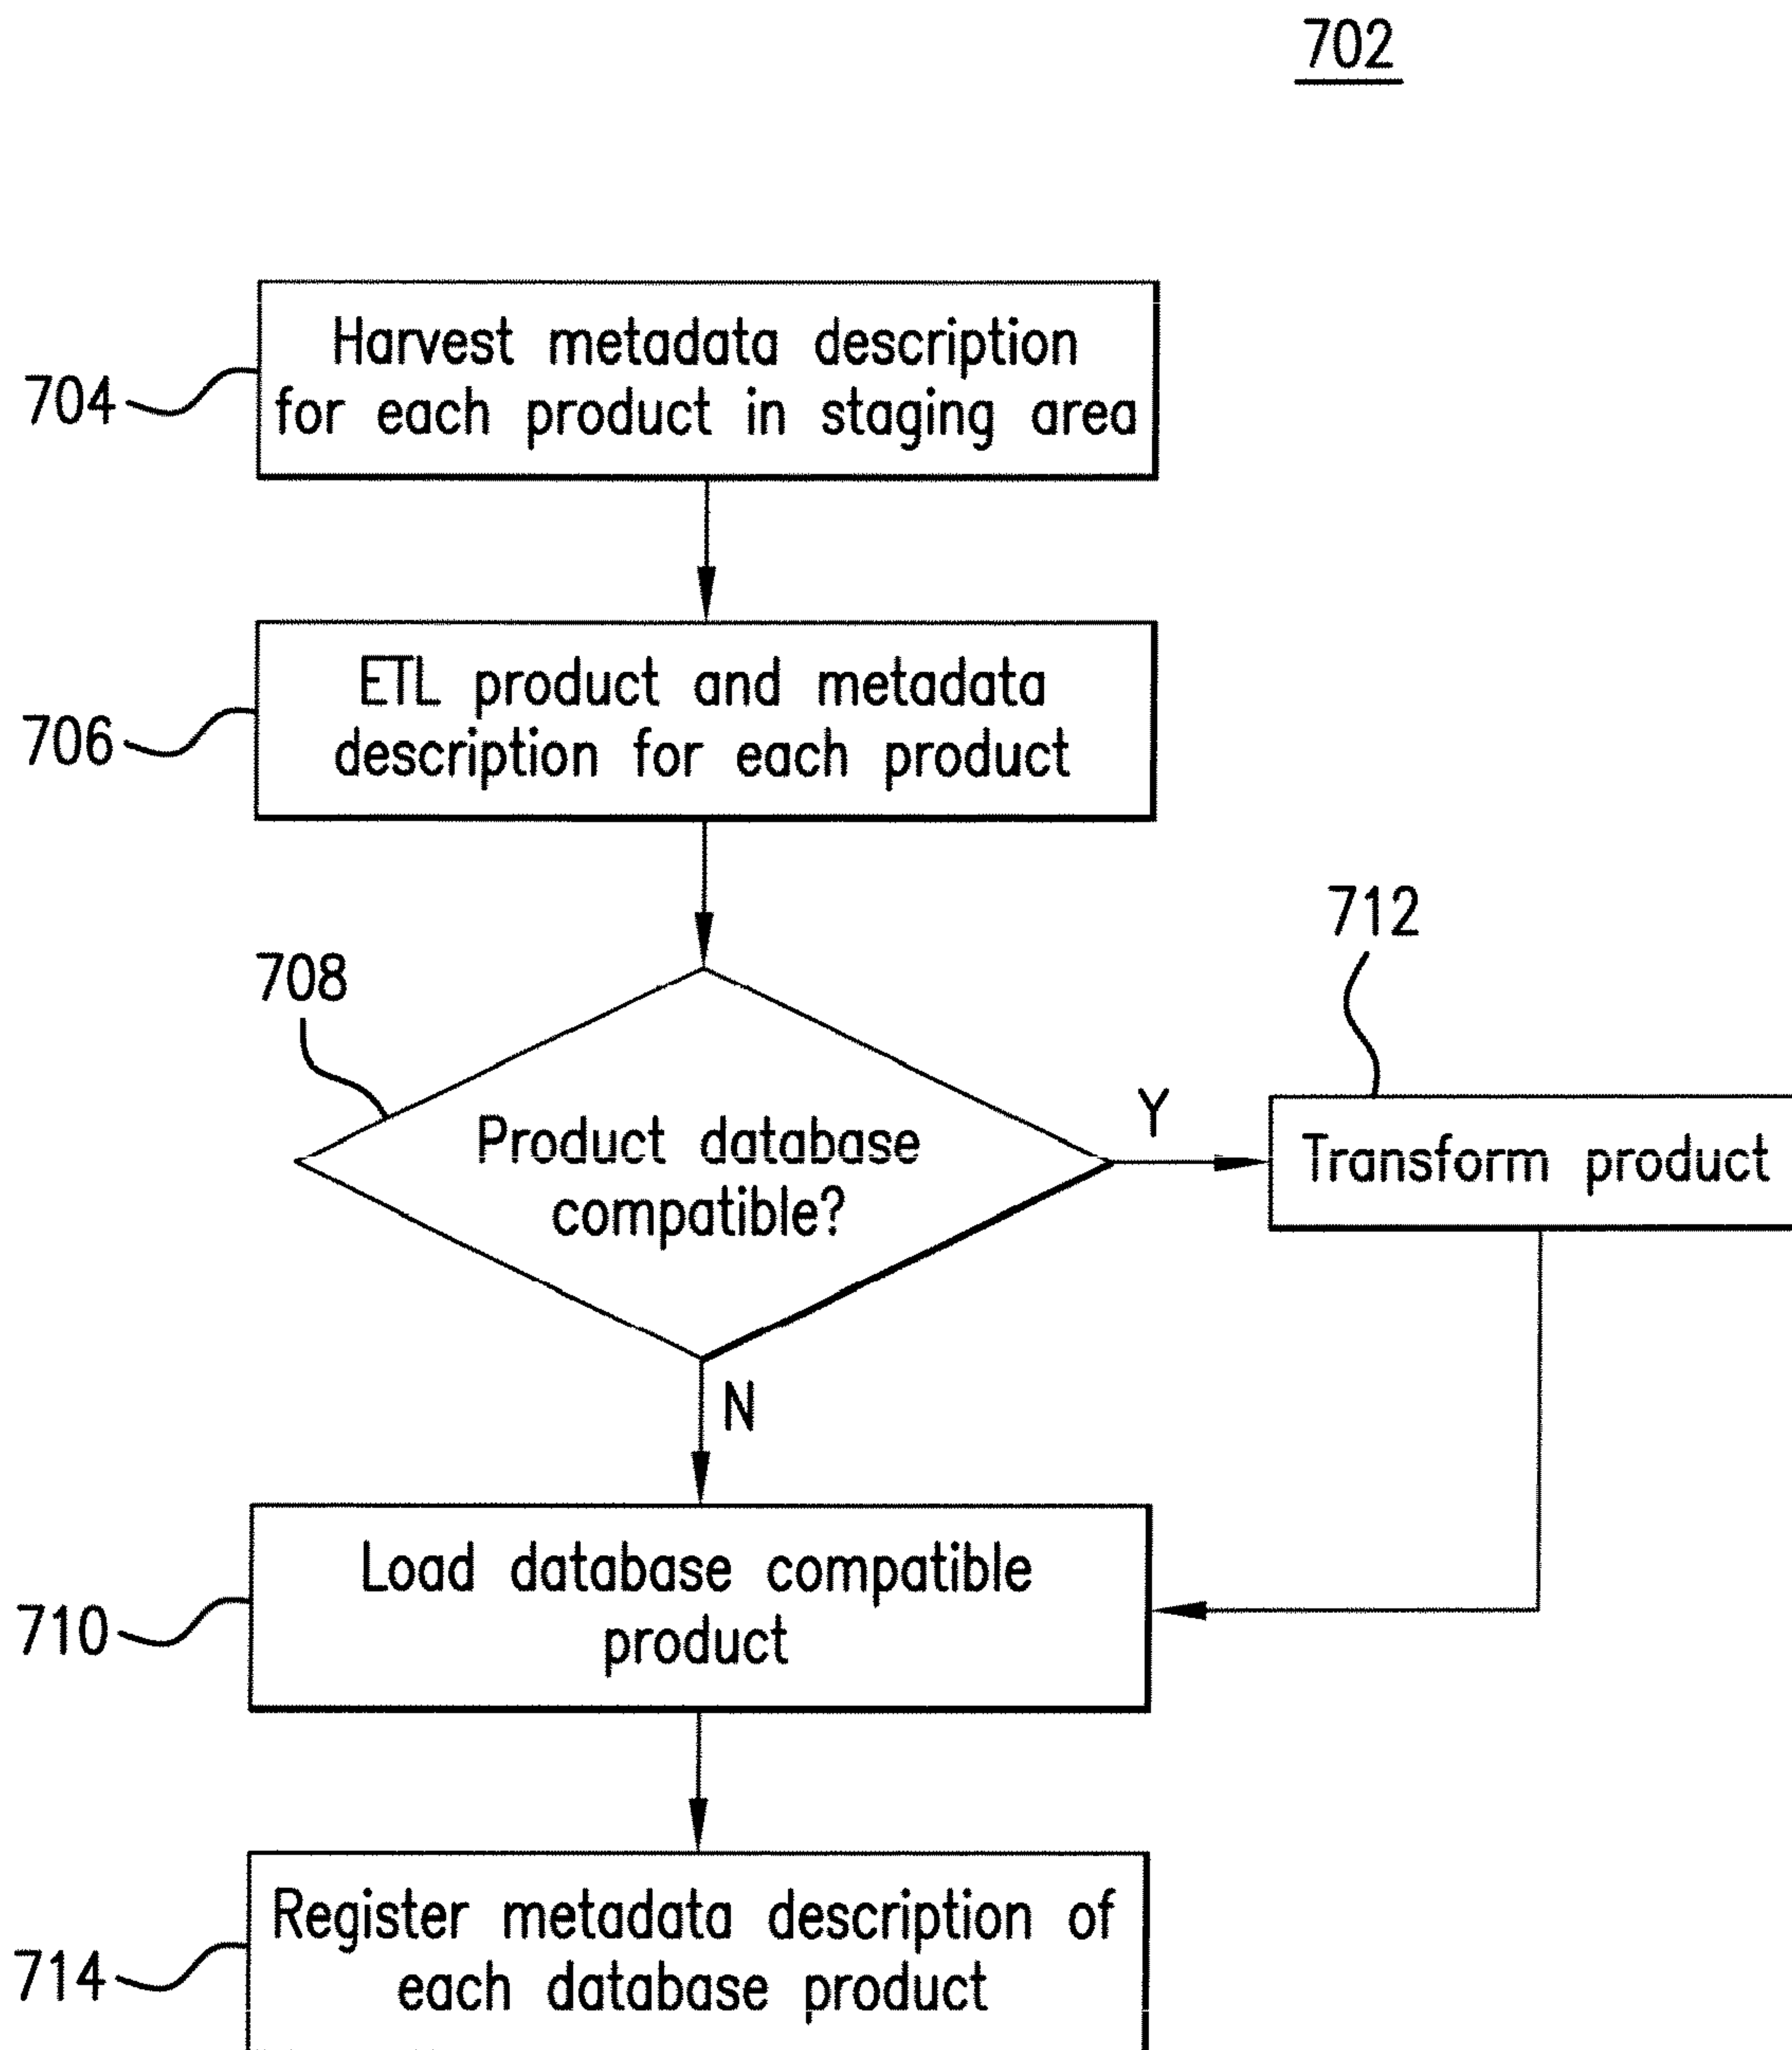 702
Harvest metadata description
for each product in staging area
704
ETL product and metadata
description for each product
706
708
Product database
compatible?
Y
712
Transform product
N
Load database compatible
product
710
Register metadata description of
each database product
714